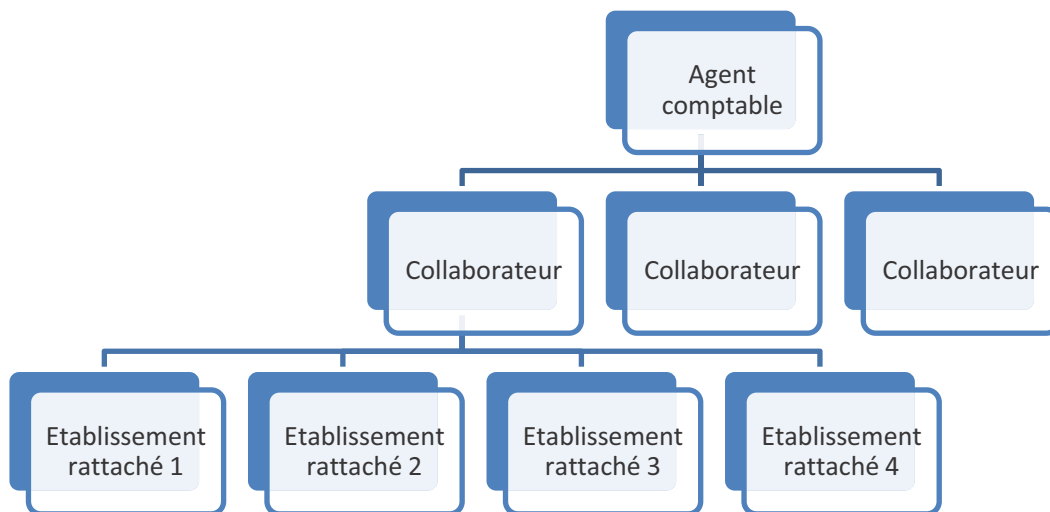 Agent
comptable
Collaborateur
Collaborateur
Collaborateur
Etablissement
rattaché 1
Etablissement
rattaché 2
Etablissement
rattaché 3
Etablissement
rattaché 4